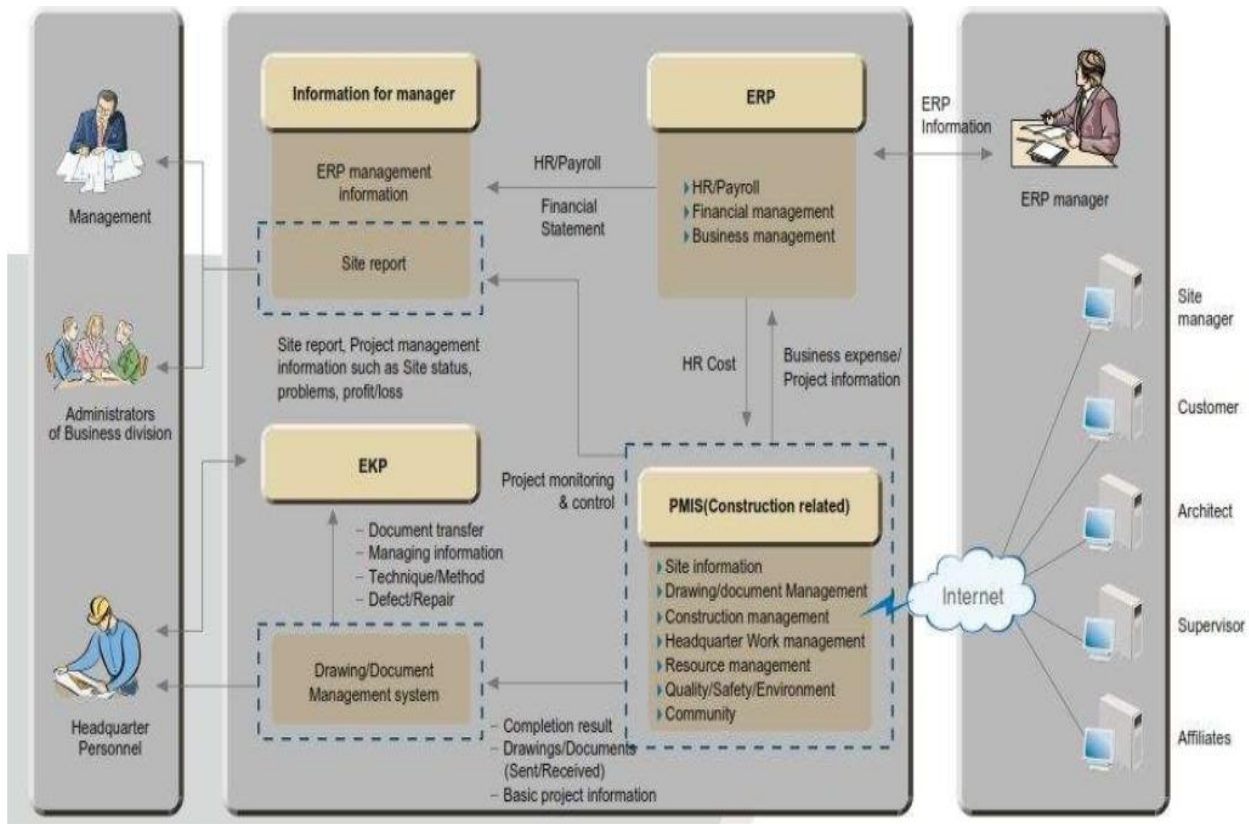 Management
Administrators
of Business division
Headquarter
Personnel
Information for manager
ERP management
information
Site report
Site report, Project management
information such as Site status,
problems, profit/loss
HR/Payroll
Financial
Statement
ERP
HR/Payroll
Financial management
Business management
HR Cost
Business expense/
Project information
EKP
– Document transfer
– Managing information
– Technique/Method
– Defect/Repair
Project monitoring
& control
Drawing/Document
Management system
PMIS(Construction related)
Site information
Drawing/document Management
Construction management
Headquarter Work management
Resource management
Quality/Safety/Environment
Community
– Completion result
– Drawings/Documents
(Sent/Received)
– Basic project information
ERP
Information
ERP manager
Internet
Site
manager
Customer
Architect
Supervisor
Affiliates